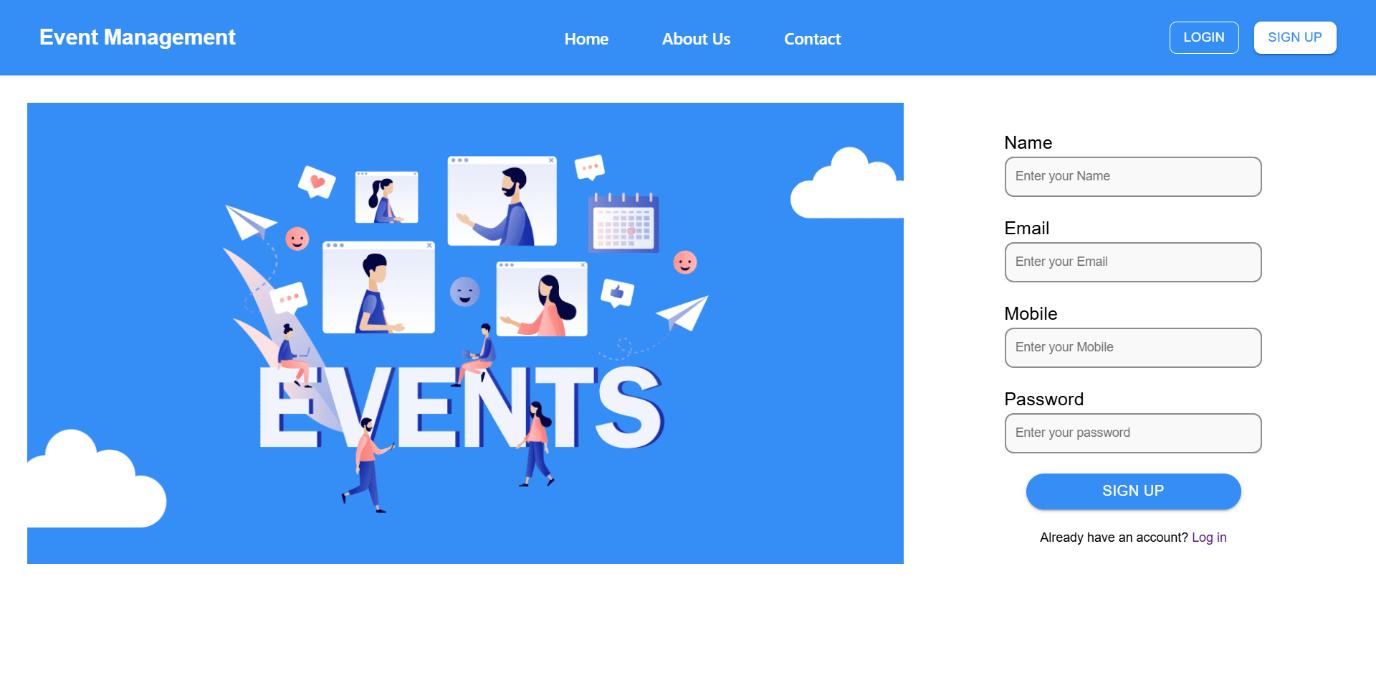 Event Management
Home
About Us
Contact
LOGIN
SIGN UP
EVENTS
Name
Enter your Name
Email
Enter your Email
Mobile
Enter your Mobile
Password
Enter your password
SIGN UP
Already have an account? Log in